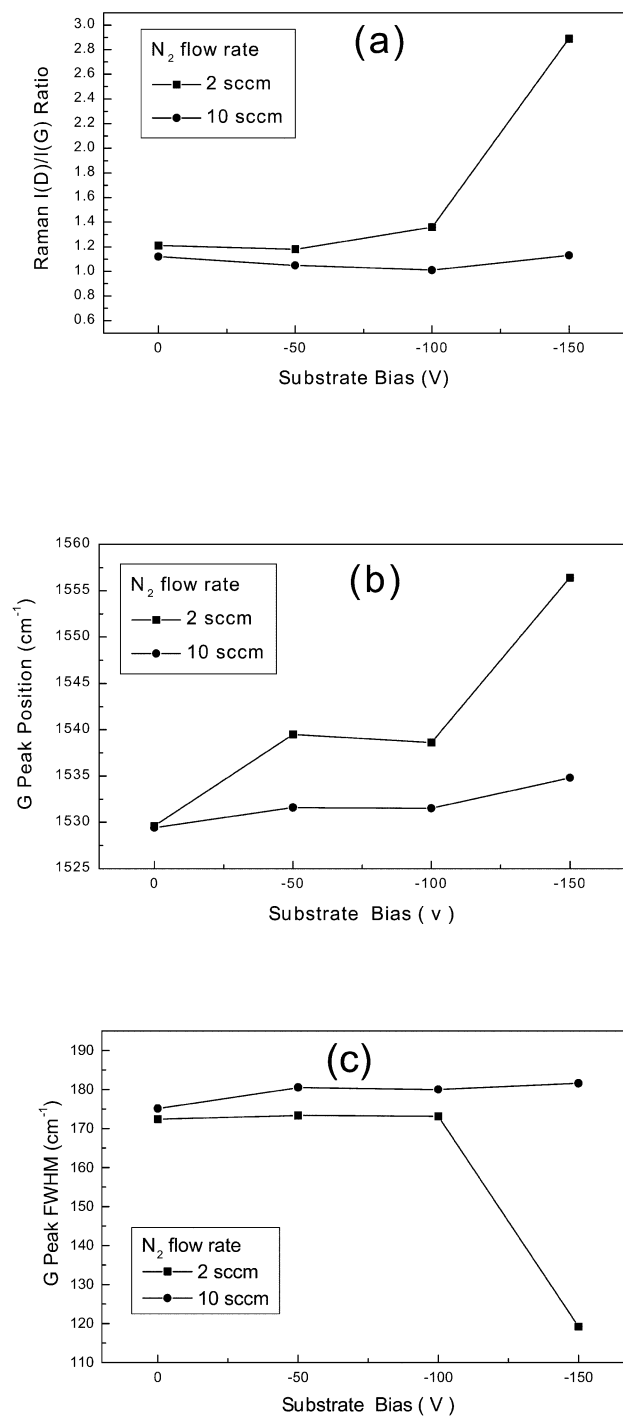 (a)
N2 flow rate
2 sccm
10 sccm
Raman I(D)/I(G) Ratio
3.0
2.8
2.6
2.4
2.2
2.0
1.8
1.6
1.4
1.2
1.0
0.8
0.6
0 -50 -100 -150
Substrate Bias (V)
(b)
N2 flow rate
2 sccm
10 sccm
G Peak Position (cm-1)
1560
1555
1550
1545
1540
1535
1530
1525
0 -50 -100 -150
Substrate Bias ( v )
(c)
G Peak FWHM (cm-1)
190
180
170
160
150
140
130
120
110
N2 flow rate
2 sccm
10 sccm
0 -50 -100 -150
Substrate Bias ( V )